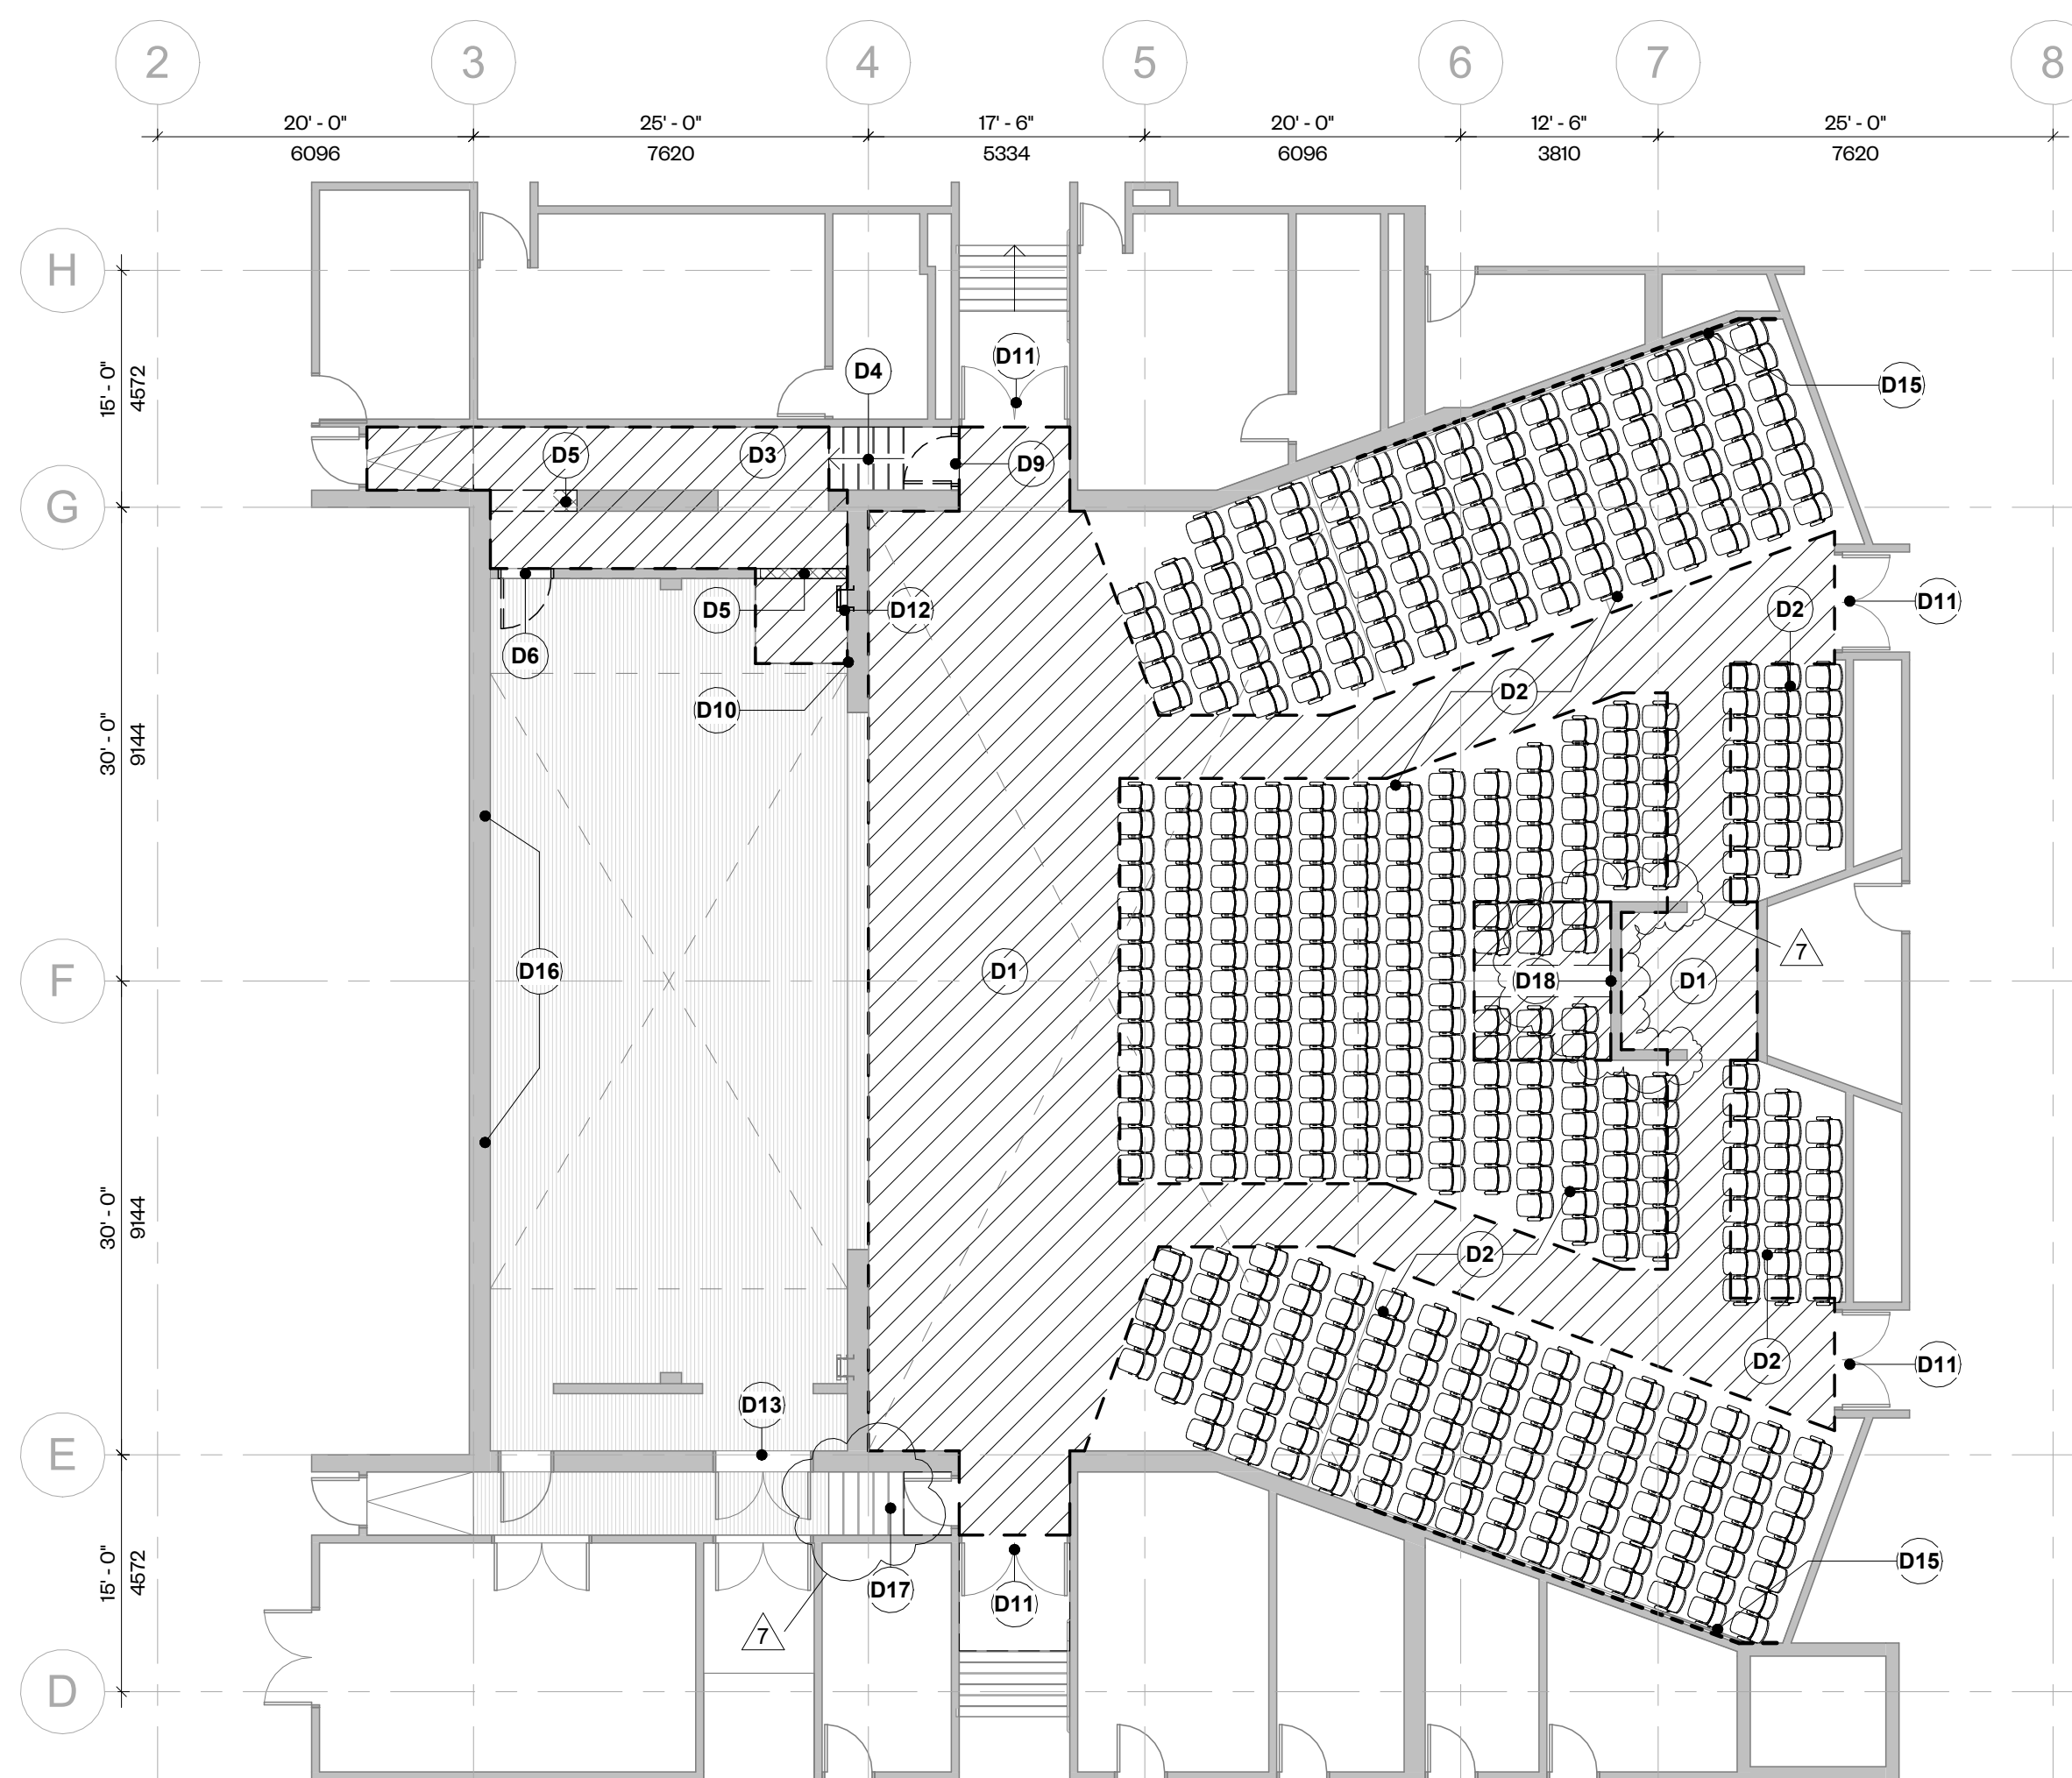 2
3
4
5
6
7
8
20' - 0"
25' - 0"
17' - 6"
20' - 0"
12' - 6"
25' - 0"
6096
7620
5334
6096
3810
7620
H
G
F
E
D
15' - 0"
4572
30' - 0"
9144
30' - 0"
9144
15' - 0"
4572
D11
D4
D15
D5
D3
D9
D11
D5
D12
D2
D6
D2
D10
7
D16
D1
D18
D1
D2
D2
D11
D13
D15
D17
D11
7